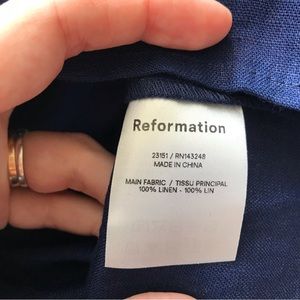 Reformation
23151 / RN143248
MADE IN CHINA
MAIN FABRIC / TISSU PRINCIPAL
100% LINEN - 100% LIN